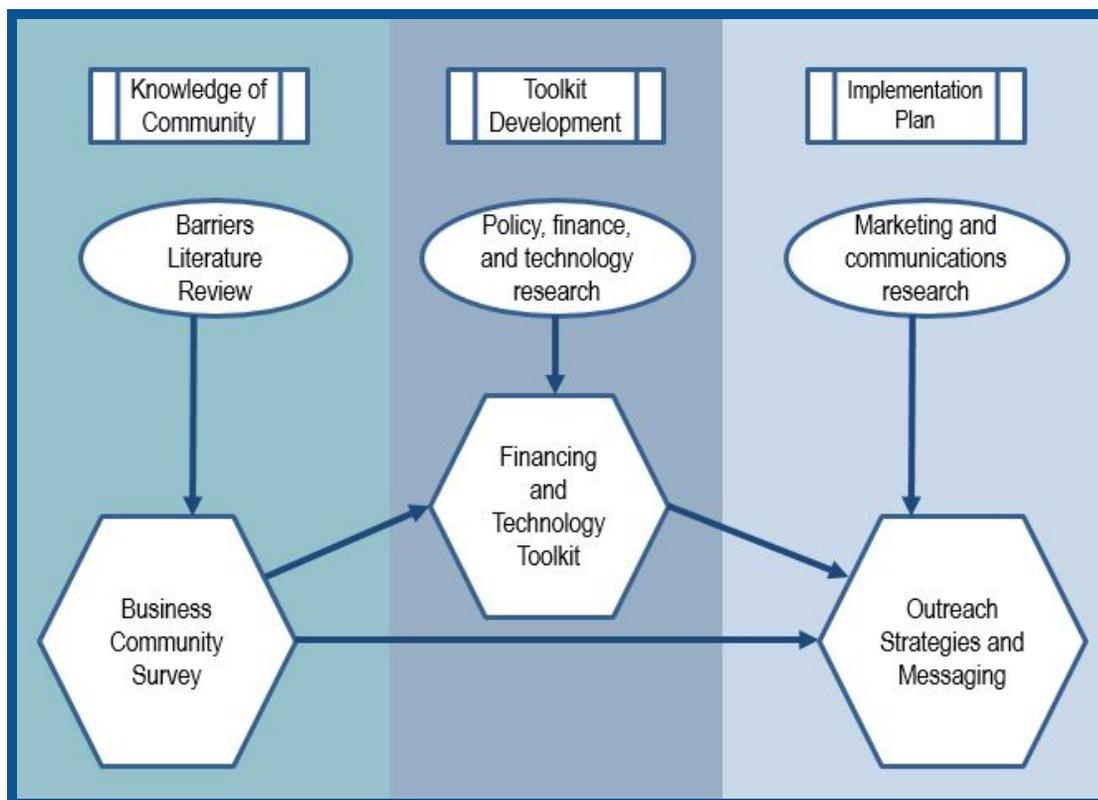 Knowledge of
Community
Toolkit
Development
Implementation
Plan
Barriers
Literature
Review
Policy, finance,
and technology
research
Marketing and
communications
research
Financing
and
Technology
Toolkit
Business
Community
Survey
Outreach
Strategies and
Messaging